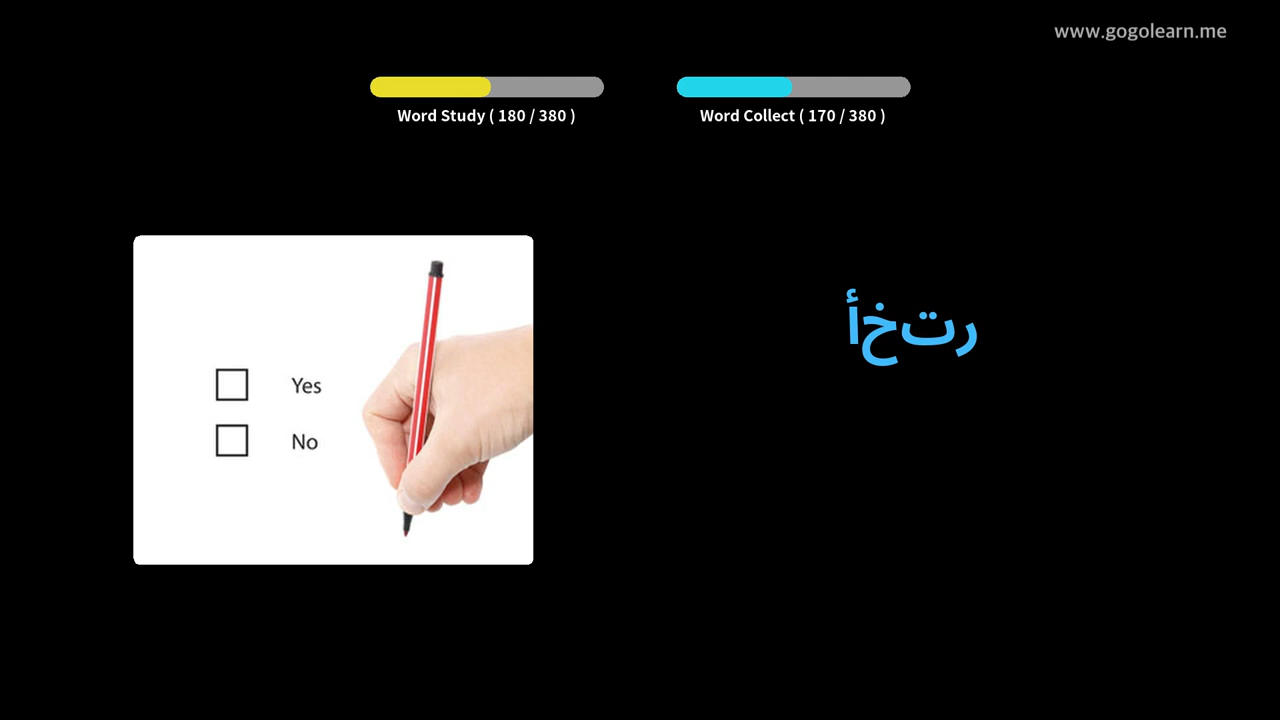 www.gogolearn.me
Word Study ( 180 / 380 )
Word Collect ( 170 / 380 )
رتخأ
Yes
No